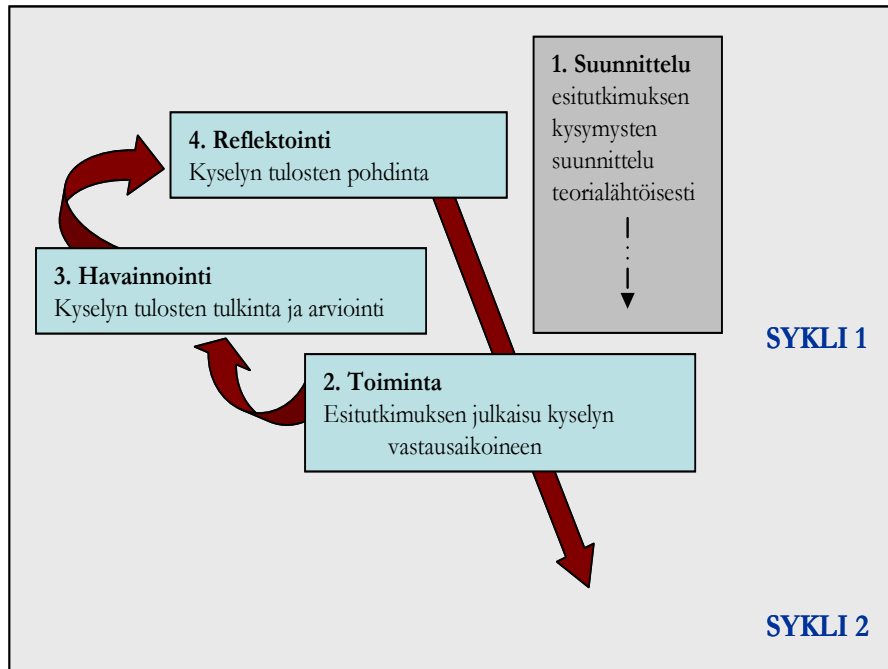 1. Suunnittelu
esitutkimuksen
kysymysten
suunnittelu
teorialähtöisesti
4. Reflektointi
Kyselyn tulosten pohdinta
3. Havainnointi
Kyselyn tulosten tulkinta ja arviointi
SYKLI 1
2. Toiminta
Esitutkimuksen julkaisu kyselyn
vastausaikoineen
SYKLI 2